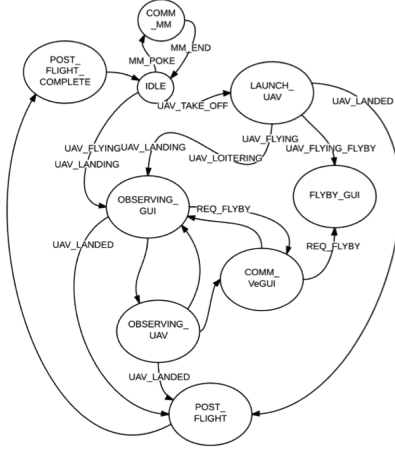 COMM
_MM
MM_END
MM_POKE
POST_
FLIGHT_
COMPLETE
IDLE
LAUNCH_
UAV
UAV_TAKE_OFF
UAV_LANDED
UAV_FLYING
UAV_FLYING
UAV_LANDING
UAV_FLYING_FLYBY
UAV_LANDING
UAV_LOITERING
OBSERVING_
GUI
FLYBY_GUI
REQ_FLYBY
UAV_LANDED
REQ_FLYBY
COMM_
VeGUI
OBSERVING_
UAV
UAV_LANDED
POST_
FLIGHT